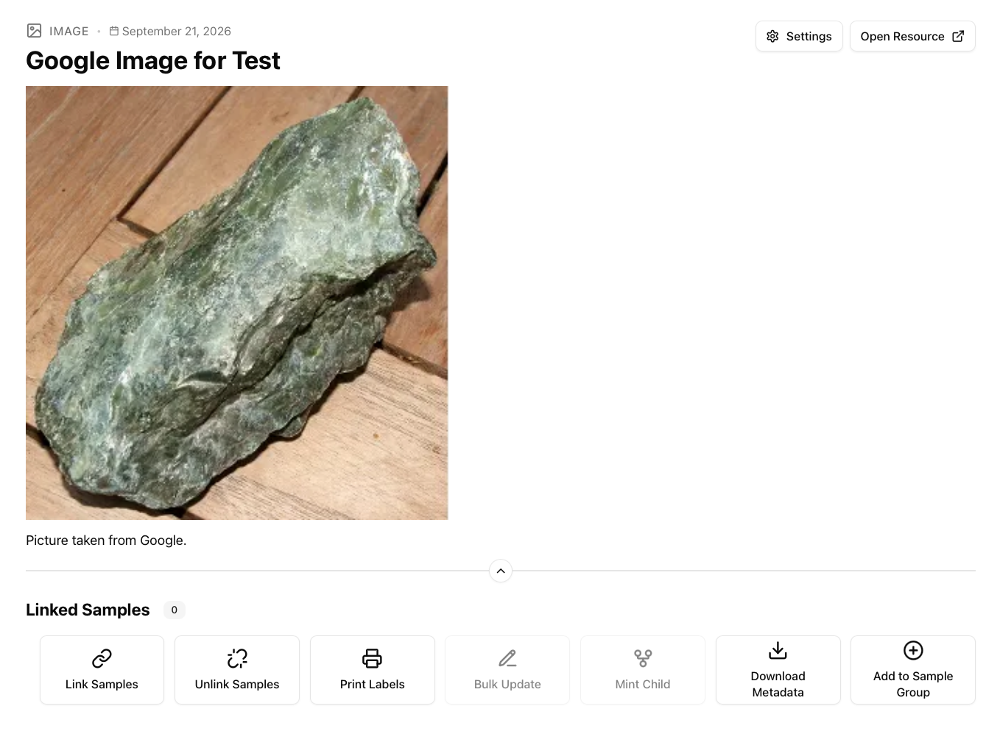 IMAGE • September 21, 2026
Settings
Open Resource
Google Image for Test
Picture taken from Google.
Linked Samples 0
Link Samples
Unlink Samples
Print Labels
Bulk Update
Mint Child
Download
Metadata
Add to Sample
Group